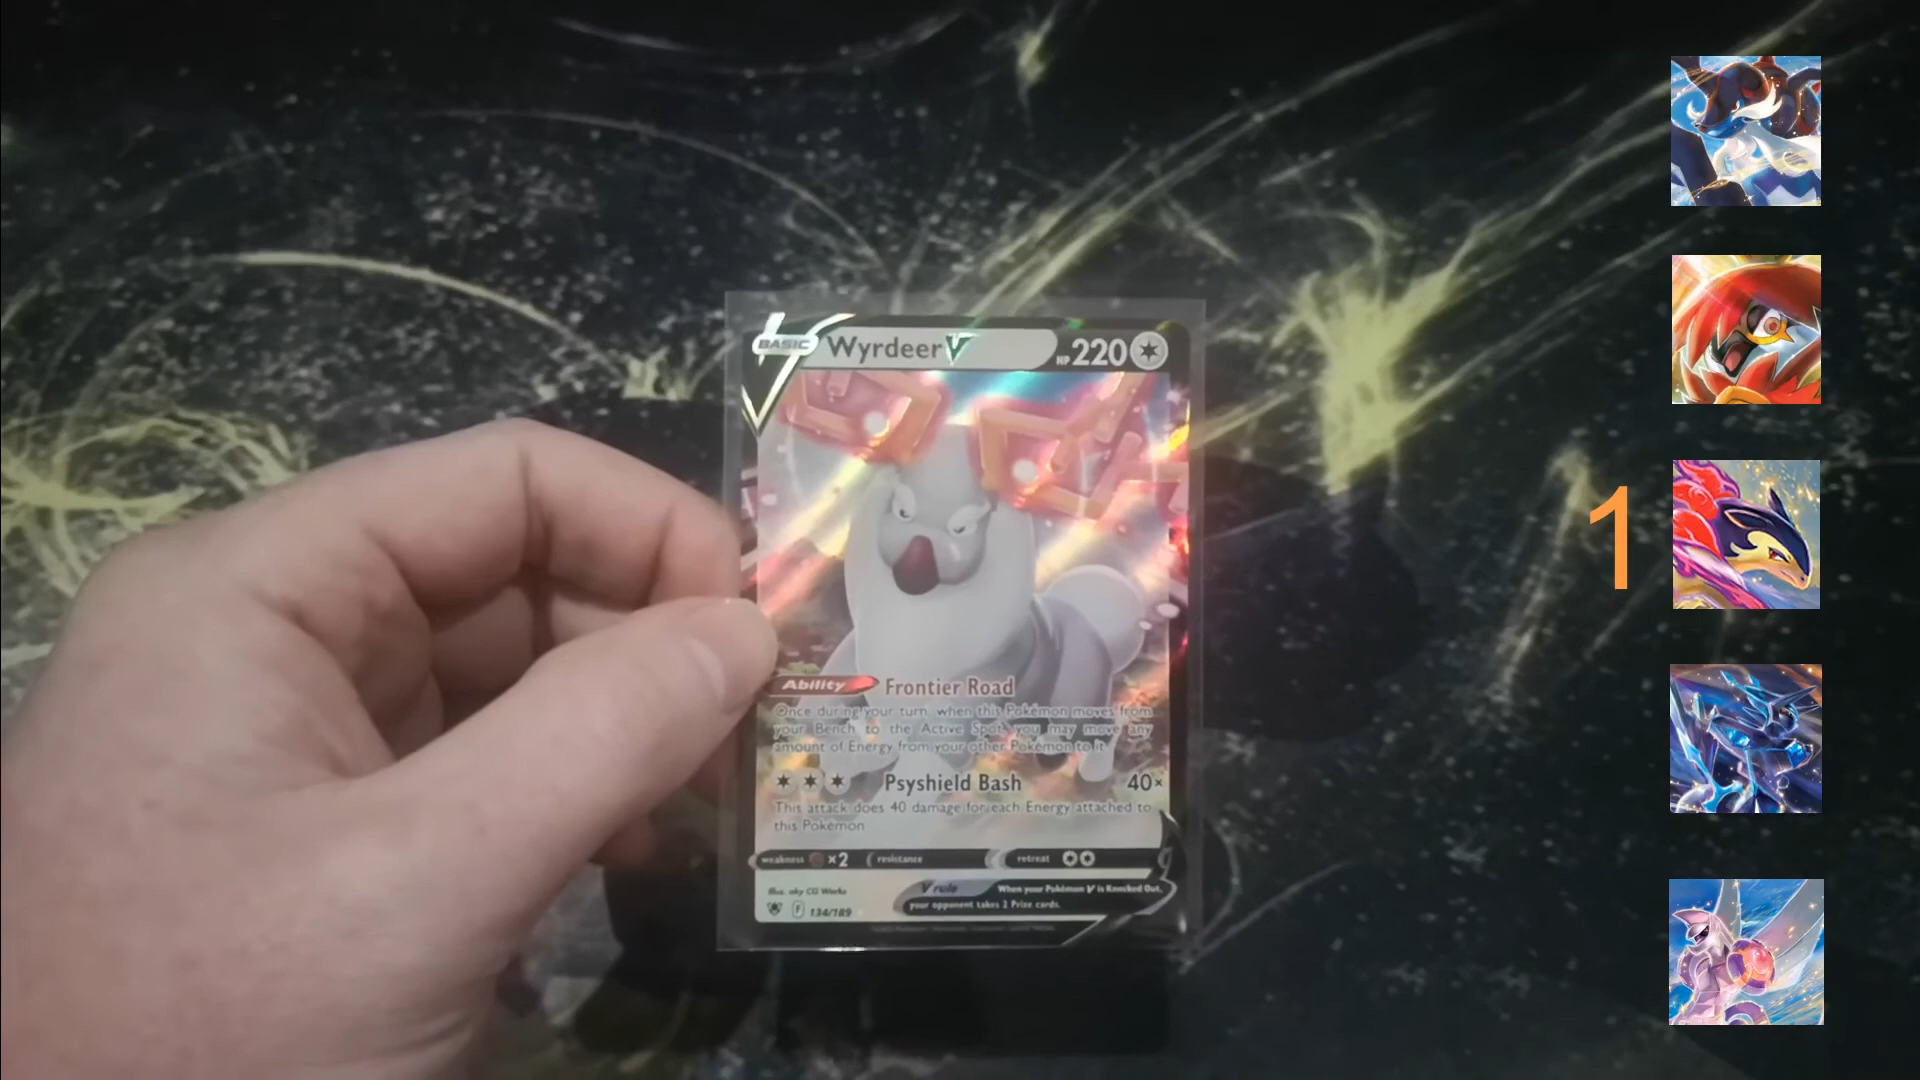 BASIC Wyrdeer V HP 220
Ability Frontier Road
Once during your turn, when this Pokémon moves from
your Bench to the Active Spot, you may move any
amount of Energy from your other Pokémon to it.
Psyshield Bash 40×
This attack does 40 damage for each Energy attached to
this Pokémon.
weakness ×2 resistance retreat
Illus. aky CG Works
V rule When your Pokémon V is Knocked Out,
your opponent takes 2 Prize cards.
F 134/189
1